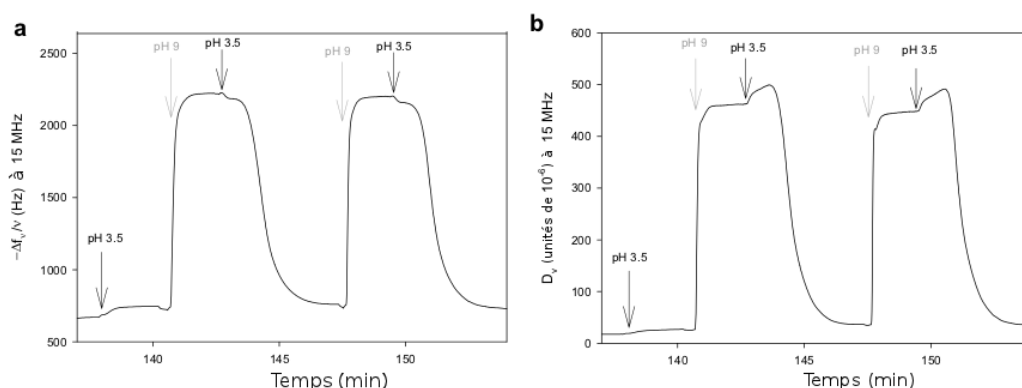 a
pH 9
pH 3.5
pH 9
pH 3.5
pH 3.5
2500
2000
1500
1000
500
−Δfᵥ/ν (Hz) à 15 MHz
140
145
150
Temps (min)
b
pH 9
pH 3.5
pH 9
pH 3.5
pH 3.5
600
500
400
300
200
100
0
Dᵥ (unités de 10⁻⁶) à 15 MHz
140
145
150
Temps (min)